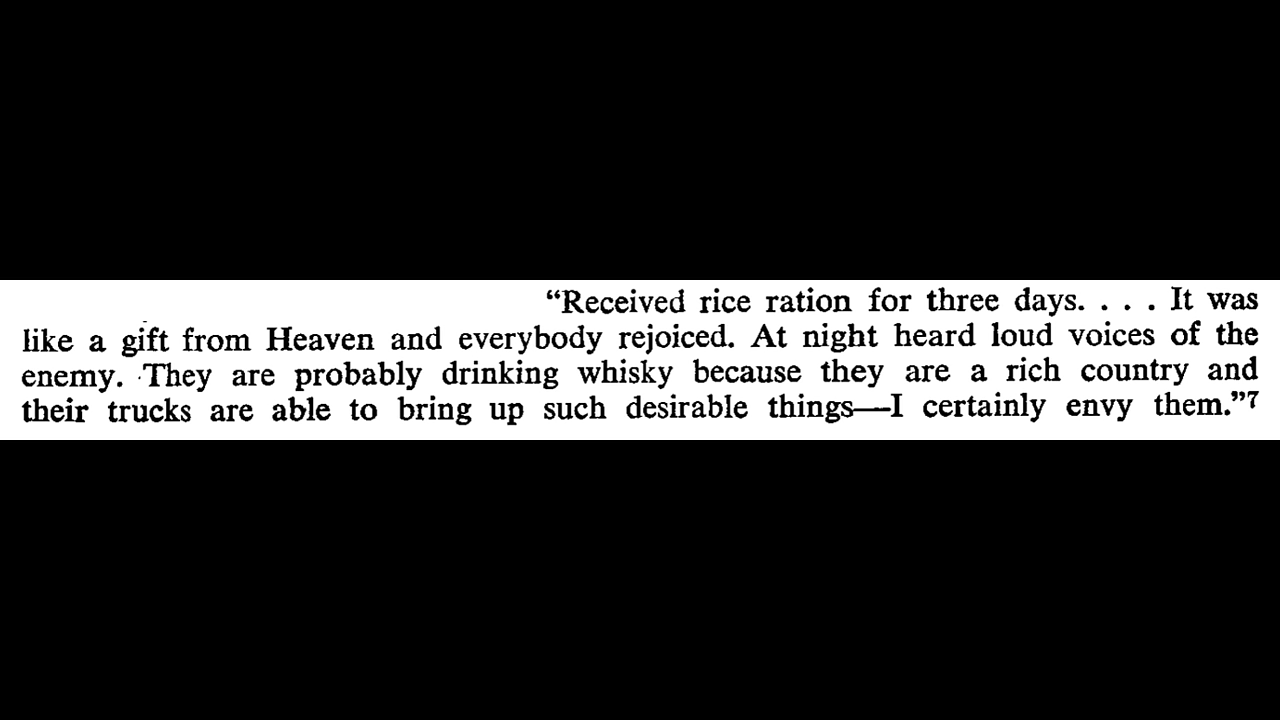 “Received rice ration for three days. . . . It was
like a gift from Heaven and everybody rejoiced. At night heard loud voices of the
enemy. They are probably drinking whisky because they are a rich country and
their trucks are able to bring up such desirable things—I certainly envy them.”7